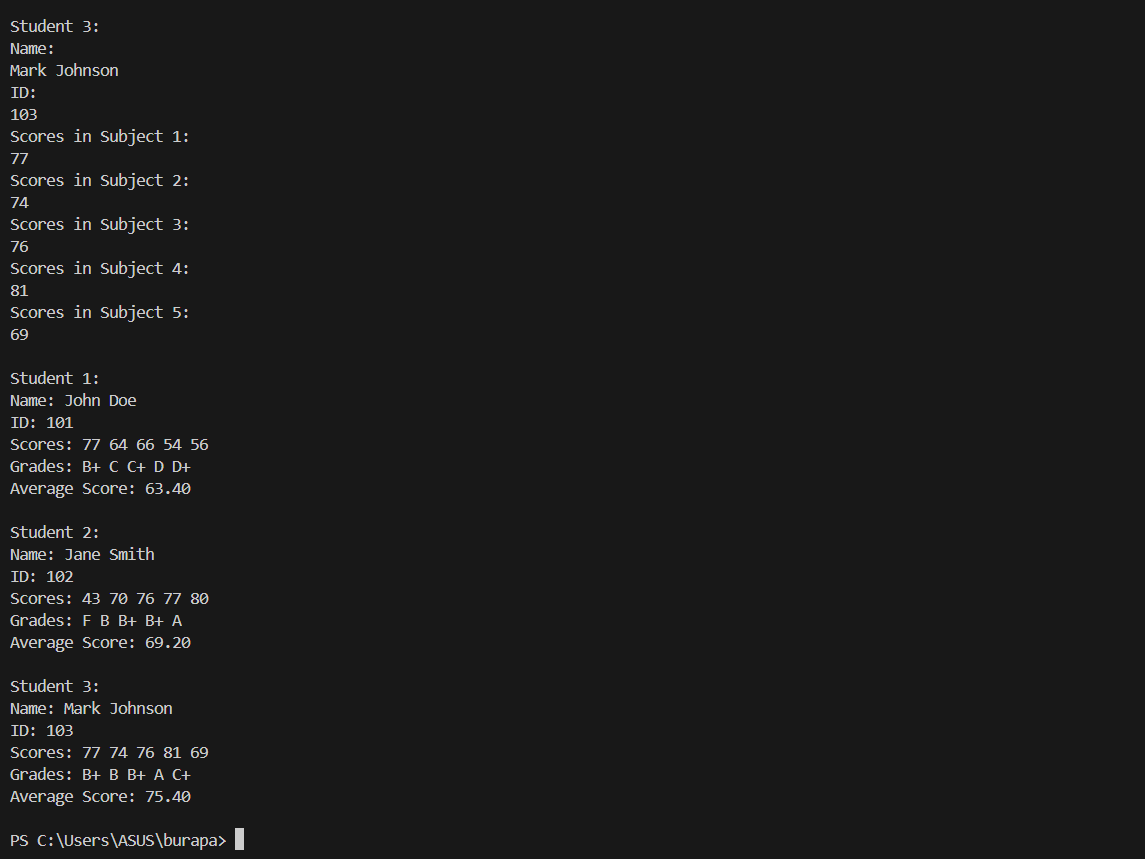 Student 3:
Name:
Mark Johnson
ID:
103
Scores in Subject 1:
77
Scores in Subject 2:
74
Scores in Subject 3:
76
Scores in Subject 4:
81
Scores in Subject 5:
69
Student 1:
Name: John Doe
ID: 101
Scores: 77 64 66 54 56
Grades: B+ C C+ D D+
Average Score: 63.40
Student 2:
Name: Jane Smith
ID: 102
Scores: 43 70 76 77 80
Grades: F B B+ B+ A
Average Score: 69.20
Student 3:
Name: Mark Johnson
ID: 103
Scores: 77 74 76 81 69
Grades: B+ B B+ A C+
Average Score: 75.40
PS C:\Users\ASUS\burapa>